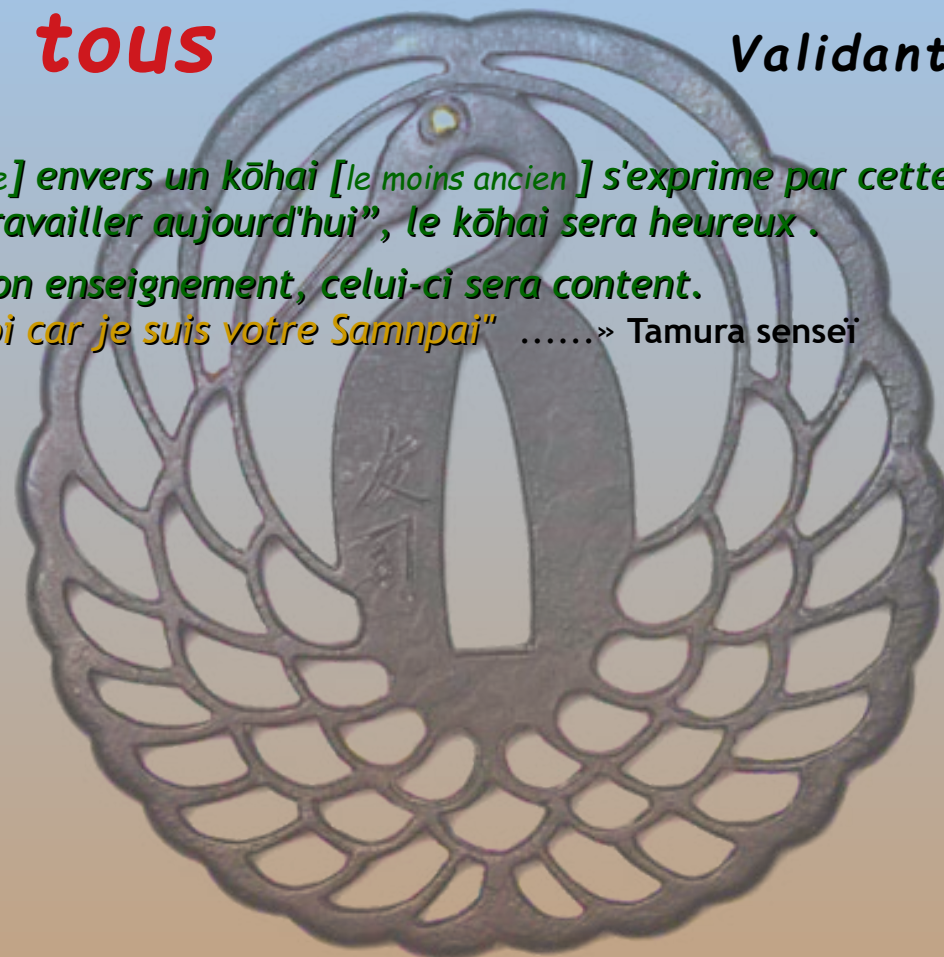 tous Validant
e] envers un kōhai [le moins ancien ] s'exprime par cette
ravailler aujourd'hui”, le kōhai sera heureux .
on enseignement, celui-ci sera content.
oi car je suis votre Samnpai" ......» Tamura senseï